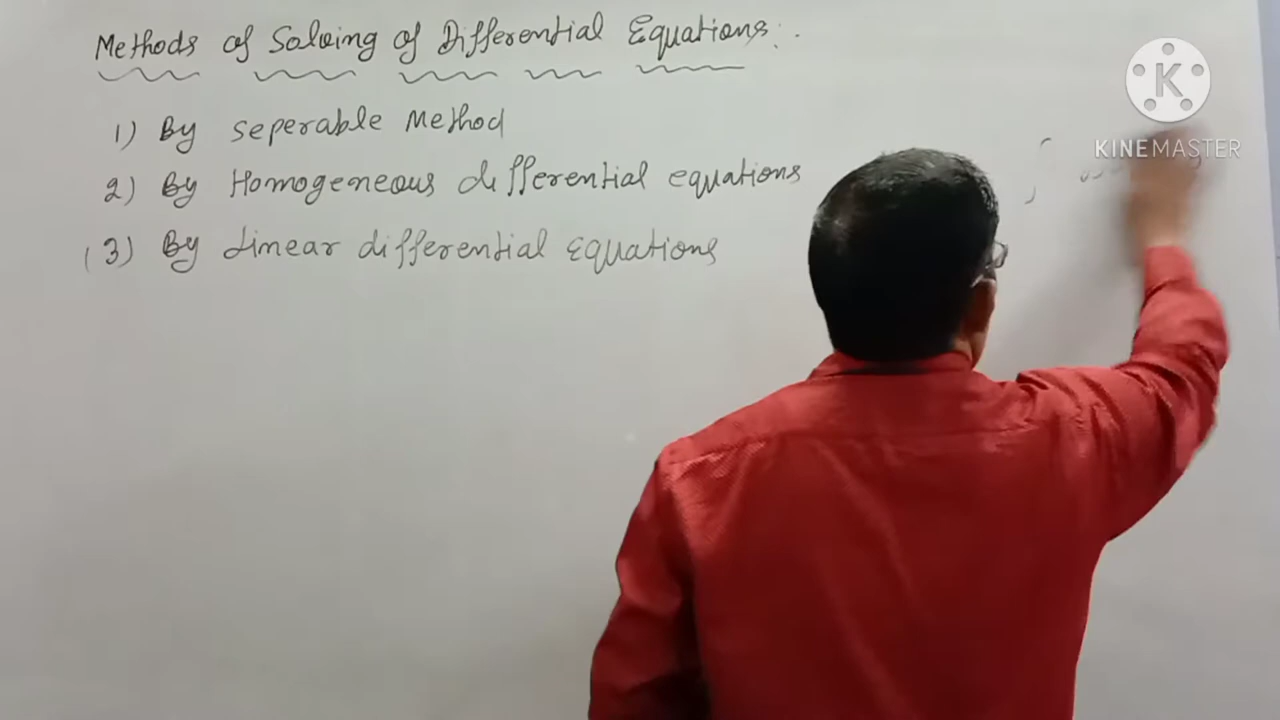 Methods of Solving of Differential Equations:.
1) By seperable Method
2) By Homogeneous differential equations
(3) By Linear differential equations
K
KINEMASTER